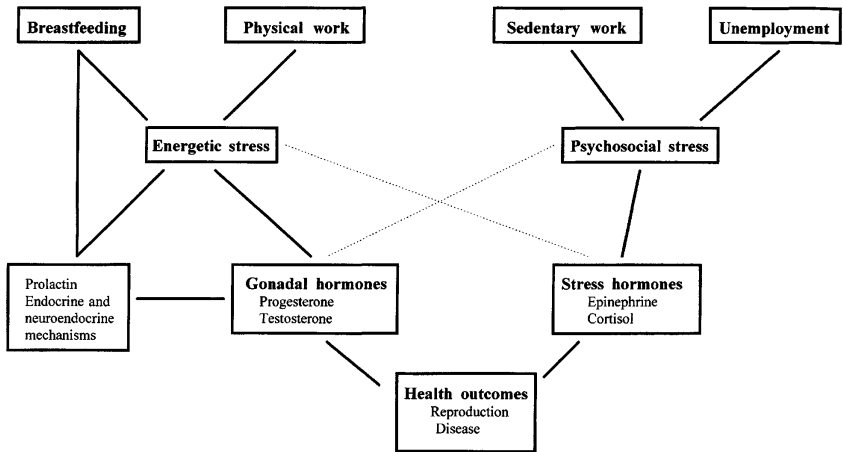 Breastfeeding
Physical work
Sedentary work
Unemployment
Energetic stress
Psychosocial stress
Prolactin
Endocrine and
neuroendocrine
mechanisms
Gonadal hormones
Progesterone
Testosterone
Stress hormones
Epinephrine
Cortisol
Health outcomes
Reproduction
Disease